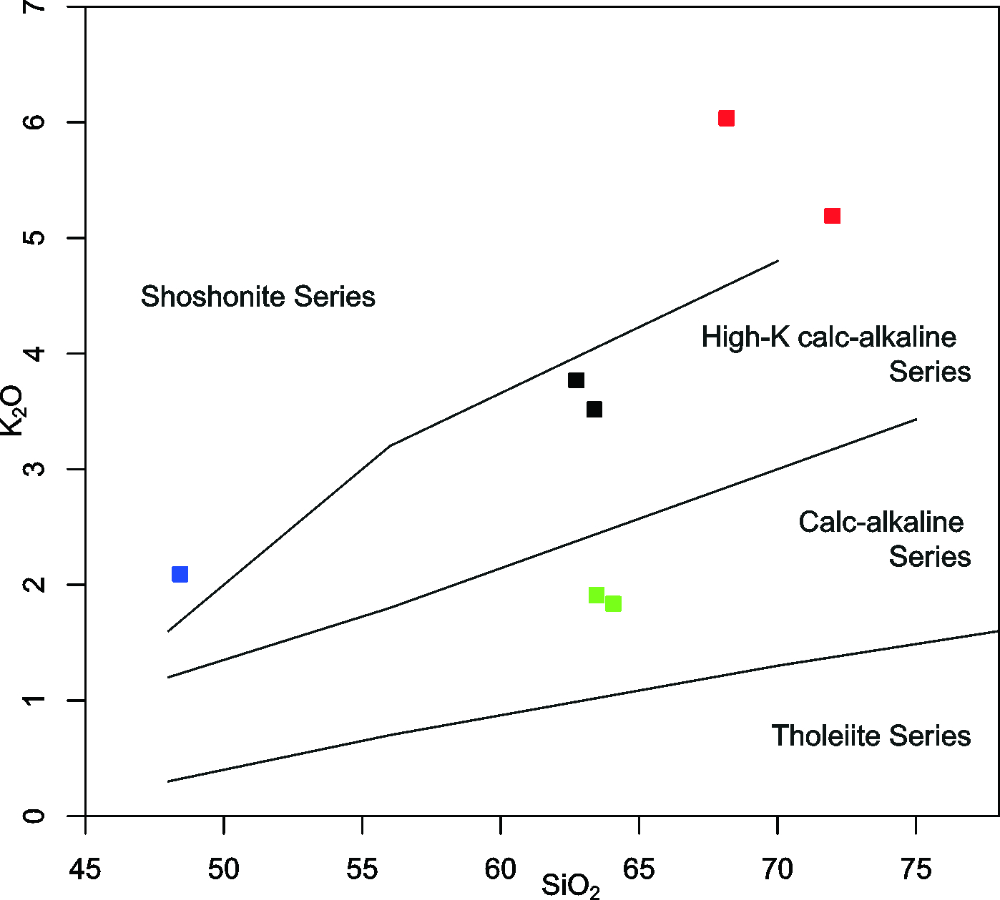 7
6
5
4
3
2
1
0
K₂O
Shoshonite Series
High-K calc-alkaline
Series
Calc-alkaline
Series
Tholeiite Series
45 50 55 60 65 70 75
SiO₂